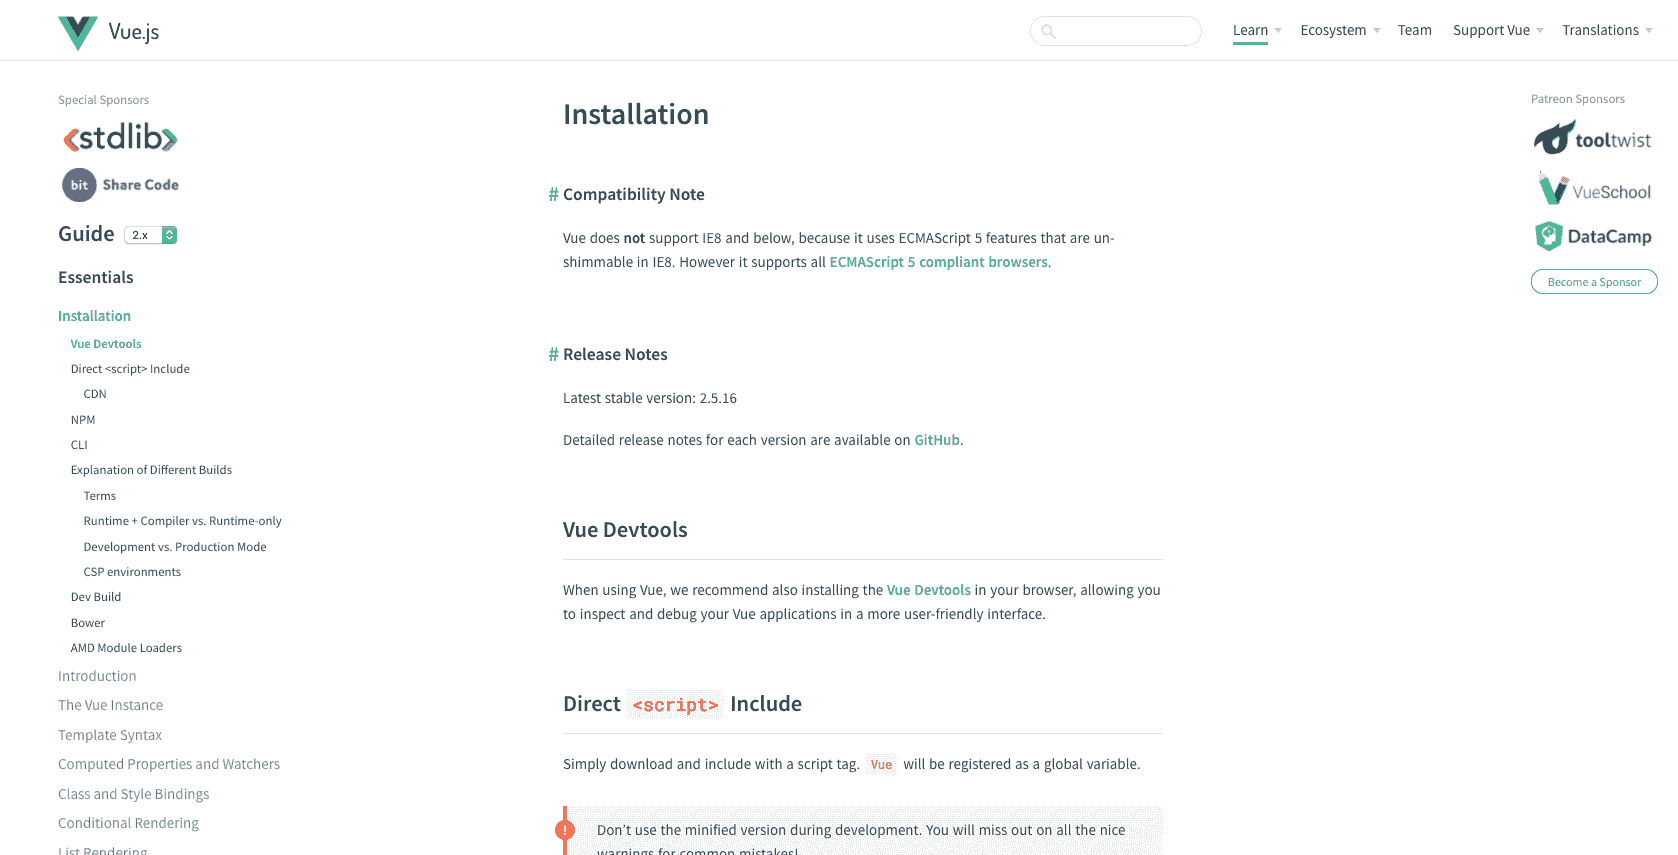 Vue.js
Learn
Ecosystem
Team
Support Vue
Translations
Special Sponsors
<stdlib>
bit Share Code
Guide 2.x
Essentials
Installation
Vue Devtools
Direct <script> Include
CDN
NPM
CLI
Explanation of Different Builds
Terms
Runtime + Compiler vs. Runtime-only
Development vs. Production Mode
CSP environments
Dev Build
Bower
AMD Module Loaders
Introduction
The Vue Instance
Template Syntax
Computed Properties and Watchers
Class and Style Bindings
Conditional Rendering
List Rendering
Installation
# Compatibility Note
Vue does not support IE8 and below, because it uses ECMAScript 5 features that are un-
shimmable in IE8. However it supports all ECMAScript 5 compliant browsers.
# Release Notes
Latest stable version: 2.5.16
Detailed release notes for each version are available on GitHub.
Vue Devtools
When using Vue, we recommend also installing the Vue Devtools in your browser, allowing you
to inspect and debug your Vue applications in a more user-friendly interface.
Direct <script> Include
Simply download and include with a script tag. Vue will be registered as a global variable.
! Don't use the minified version during development. You will miss out on all the nice
warnings for common mistakes!
Patreon Sponsors
tooltwist
VueSchool
DataCamp
Become a Sponsor